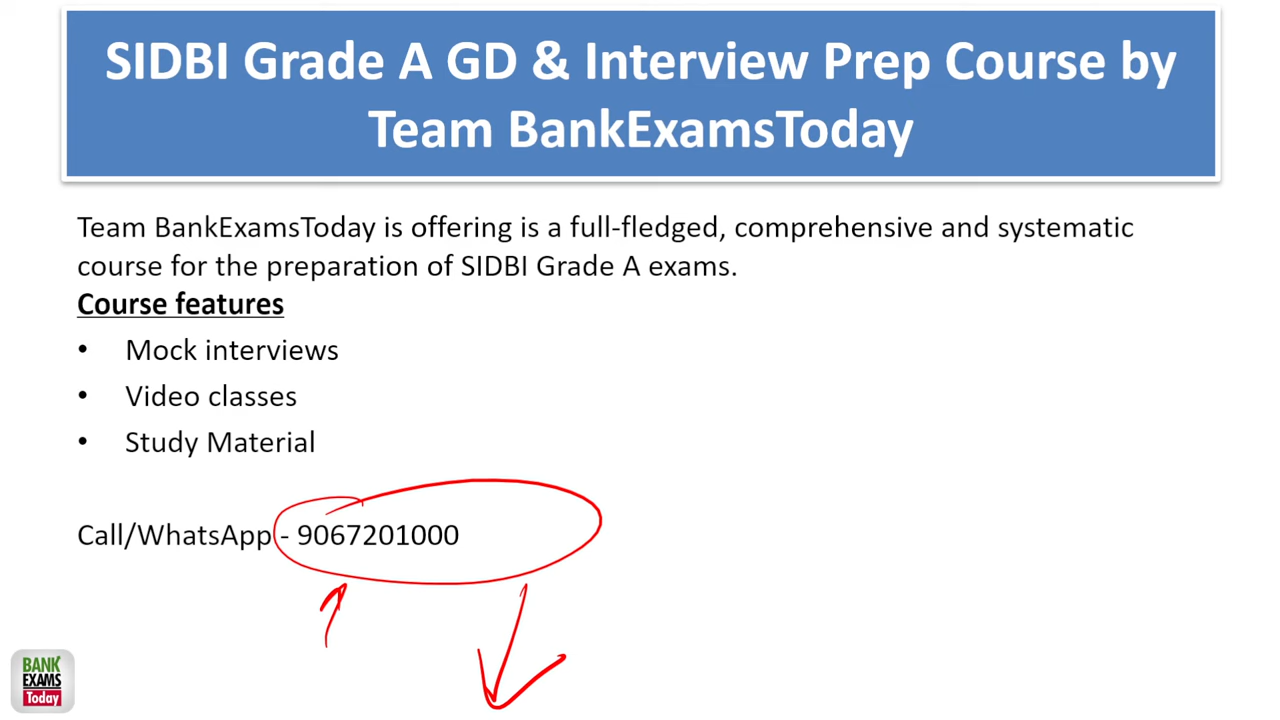 SIDBI Grade A GD & Interview Prep Course by
Team BankExamsToday
Team BankExamsToday is offering is a full-fledged, comprehensive and systematic
course for the preparation of SIDBI Grade A exams.
Course features
• Mock interviews
• Video classes
• Study Material
Call/WhatsApp - 9067201000
BANK
EXAMS
Today